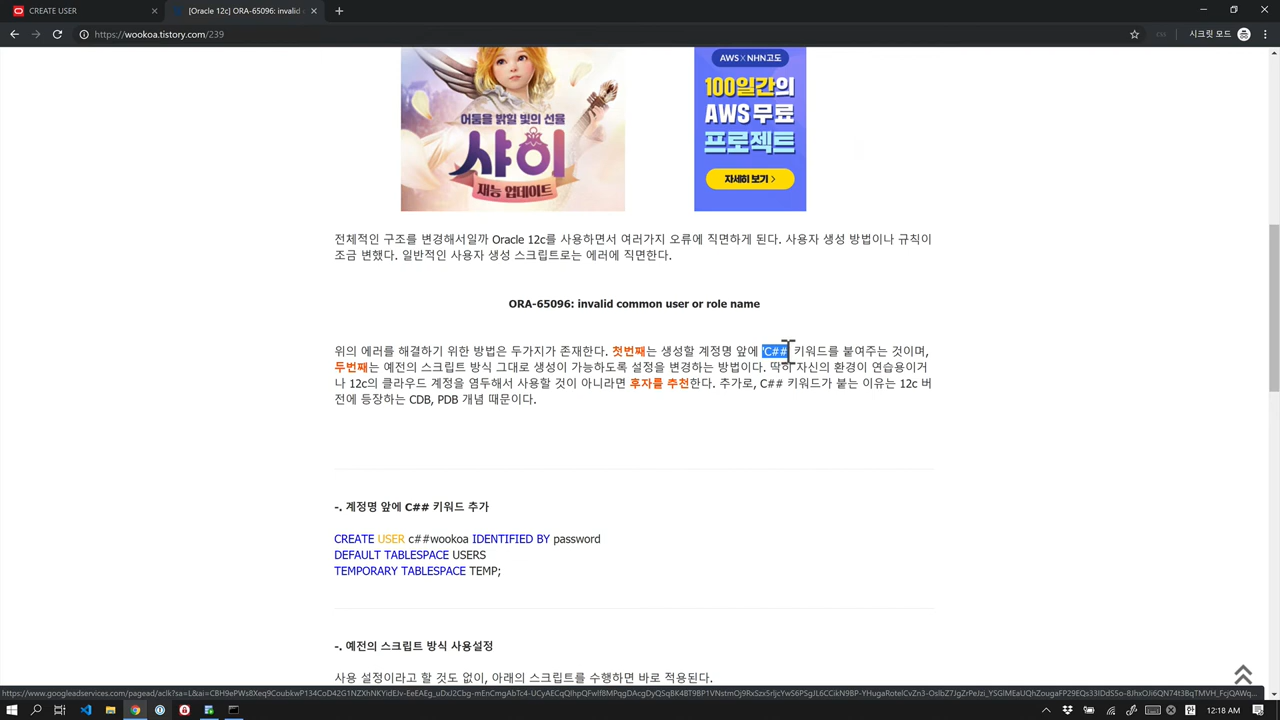 CREATE USER
[Oracle 12c] ORA-65096: invalid c
https://wookoa.tistory.com/239
시크릿 모드
어둠을 밝일 빛의 선율
샤이
재능 업데이트
AWS X NHN고도
100일간의
AWS 무료
프로젝트
자세히 보기 >
전체적인 구조를 변경해서일까 Oracle 12c를 사용하면서 여러가지 오류에 직면하게 된다. 사용자 생성 방법이나 규칙이
조금 변했다. 일반적인 사용자 생성 스크립트로는 에러에 직면한다.
ORA-65096: invalid common user or role name
위의 에러를 해결하기 위한 방법은 두가지가 존재한다. 첫번째는 생성할 계정명 앞에 'C## 키워드를 붙여주는 것이며,
두번째는 예전의 스크립트 방식 그대로 생성이 가능하도록 설정을 변경하는 방법이다. 딱히 자신의 환경이 연습용이거
나 12c의 클라우드 계정을 염두해서 사용할 것이 아니라면 후자를 추천한다. 추가로, C## 키워드가 붙는 이유는 12c 버
전에 등장하는 CDB, PDB 개념 때문이다.
-. 계정명 앞에 C## 키워드 추가
CREATE USER c##wookoa IDENTIFIED BY password
DEFAULT TABLESPACE USERS
TEMPORARY TABLESPACE TEMP;
-. 예전의 스크립트 방식 사용설정
사용 설정이라고 할 것도 없이, 아래의 스크립트를 수행하면 바로 적용된다.
12:18 AM